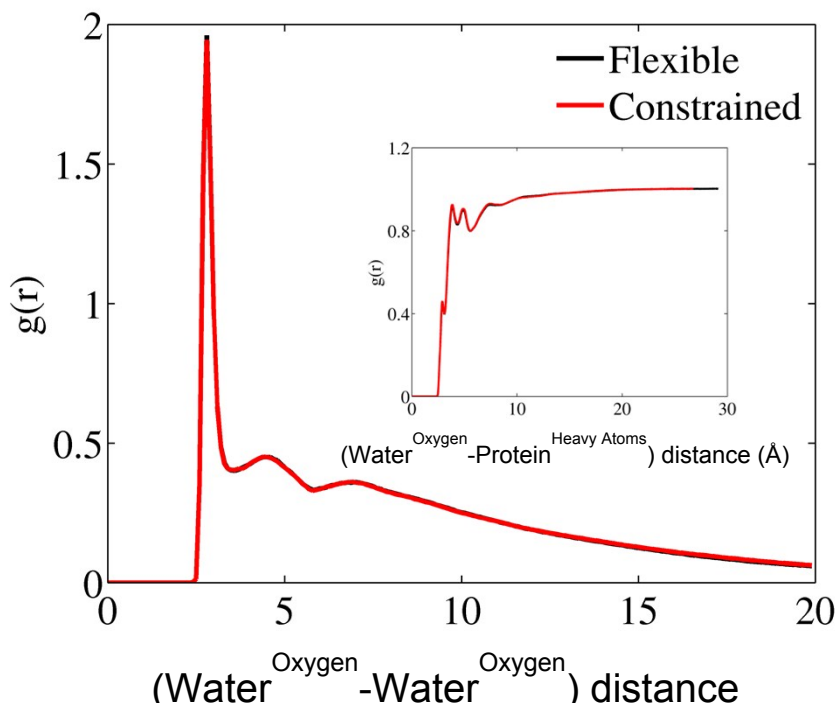 2
Flexible
Constrained
1.5
1
0.5
0
g(r)
0 5 10 15 20
(Water Oxygen-Water Oxygen) distance
1.2
0.8
0.4
0
g(r)
0 10 20 30
(Water Oxygen-Protein Heavy Atoms) distance (Å)